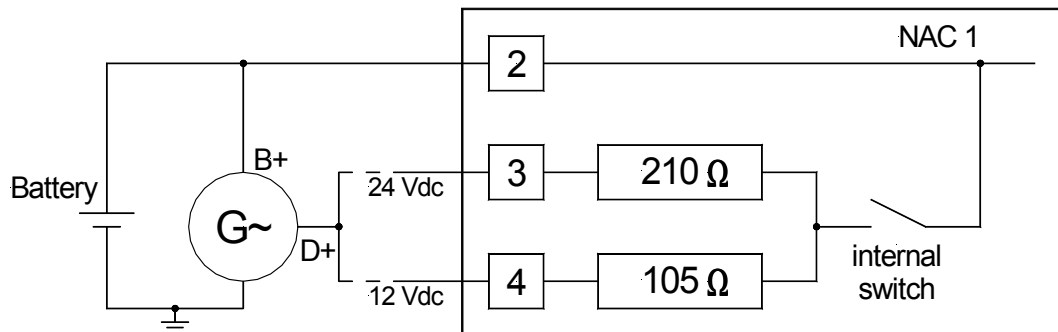 NAC 1
2
B+
24 Vdc
3
210 Ω
Battery
G~
D+
12 Vdc
4
105 Ω
internal
switch